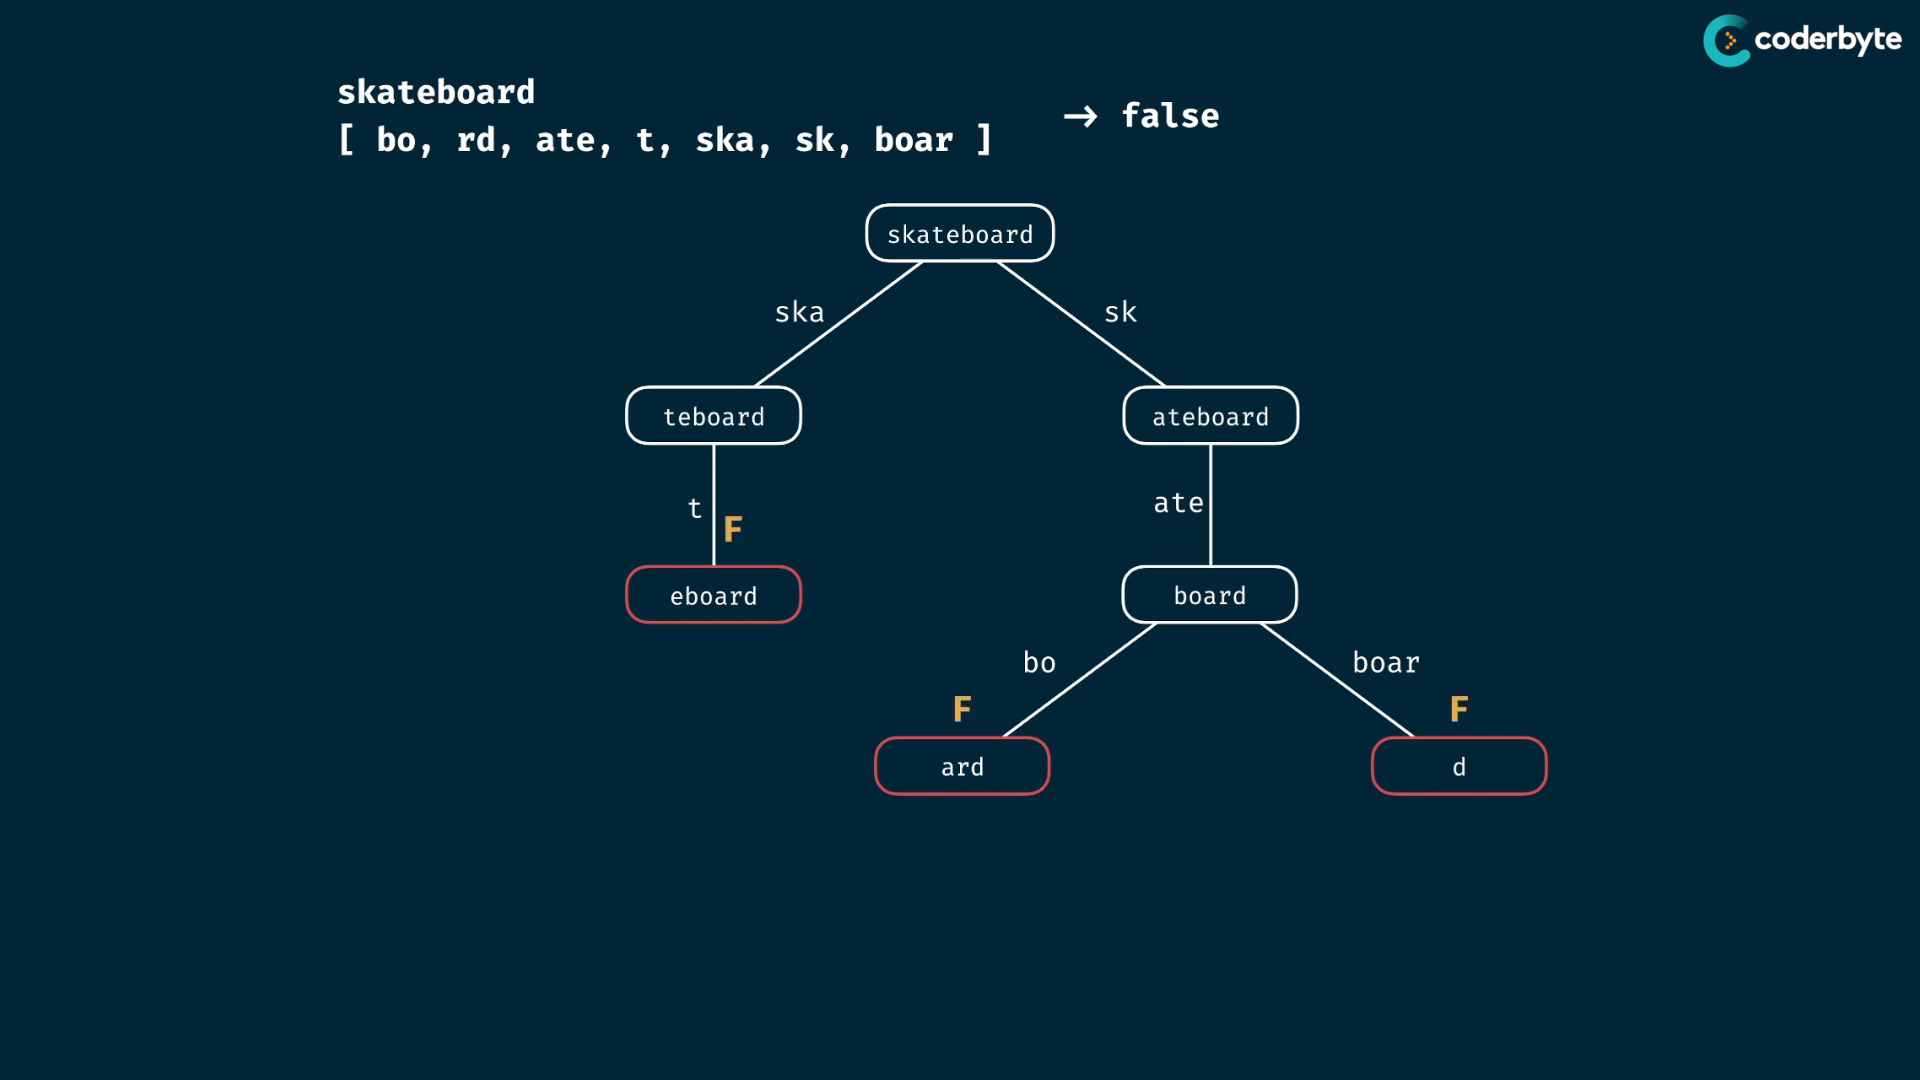 coderbyte
skateboard
[ bo, rd, ate, t, ska, sk, boar ]
→ false
skateboard
ska
sk
teboard
ateboard
t
F
ate
eboard
board
bo
boar
F
F
ard
d